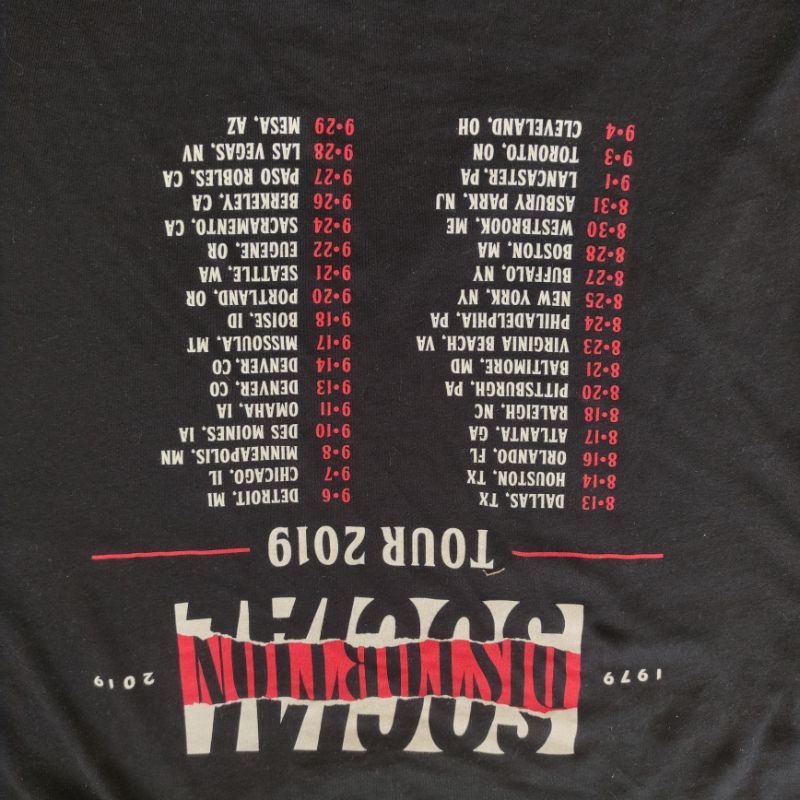 SOCIAL
DISTORTION
1979
2019
TOUR 2019
8•13 DALLAS, TX
8•14 HOUSTON, TX
8•16 ORLANDO, FL
8•17 ATLANTA, GA
8•18 RALEIGH, NC
8•20 PITTSBURGH, PA
8•21 BALTIMORE, MD
8•23 VIRGINIA BEACH, VA
8•24 PHILADELPHIA, PA
8•25 NEW YORK, NY
8•27 BUFFALO, NY
8•28 BOSTON, MA
8•30 WESTBROOK, ME
8•31 ASBURY PARK, NJ
9•1 LANCASTER, PA
9•3 TORONTO, ON
9•4 CLEVELAND, OH
9•6 DETROIT, MI
9•7 CHICAGO, IL
9•8 MINNEAPOLIS, MN
9•10 DES MOINES, IA
9•11 OMAHA, IA
9•13 DENVER, CO
9•14 DENVER, CO
9•17 MISSOULA, MT
9•18 BOISE, ID
9•20 PORTLAND, OR
9•21 SEATTLE, WA
9•22 EUGENE, OR
9•24 SACRAMENTO, CA
9•26 BERKELEY, CA
9•27 PASO ROBLES, CA
9•28 LAS VEGAS, NV
9•29 MESA, AZ